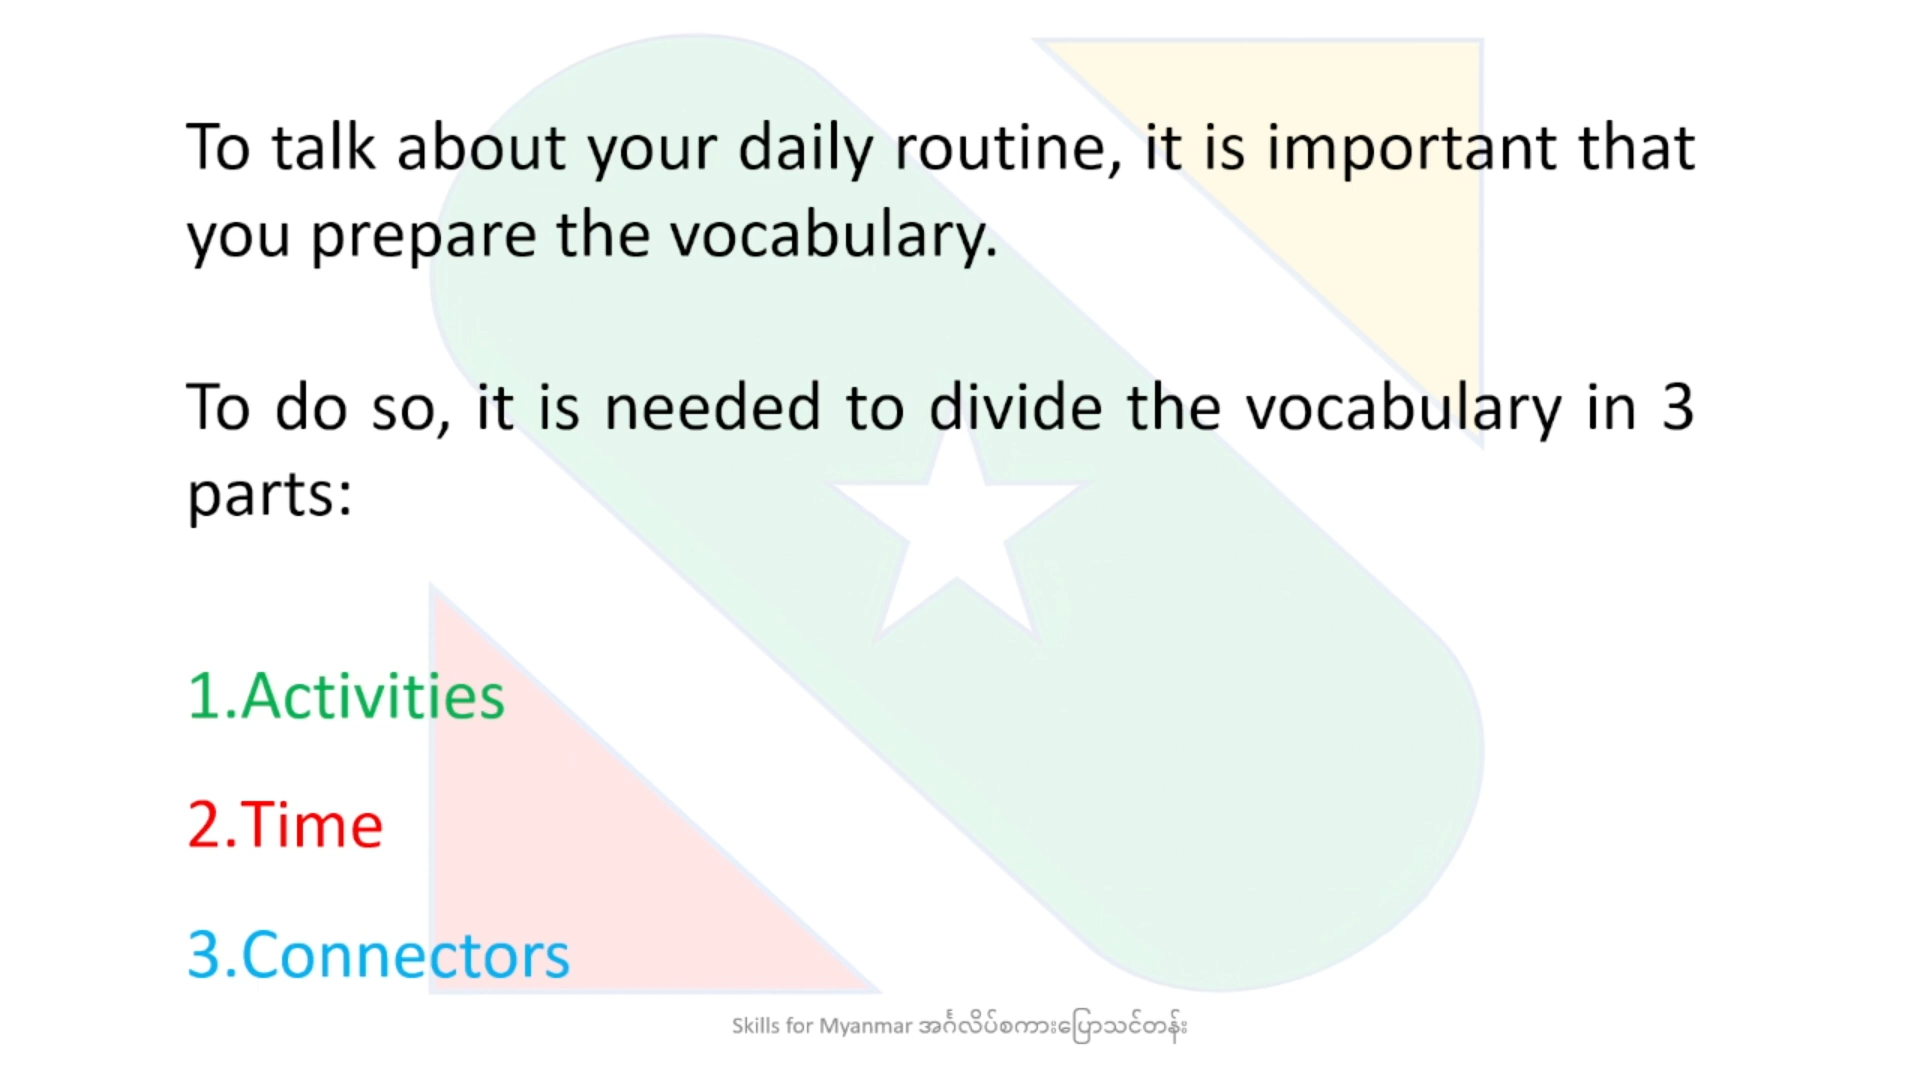 To talk about your daily routine, it is important that
you prepare the vocabulary.
To do so, it is needed to divide the vocabulary in 3
parts:
1.Activities
2.Time
3.Connectors
Skills for Myanmar အင်္ဂလိပ်စကားပြောသင်တန်း